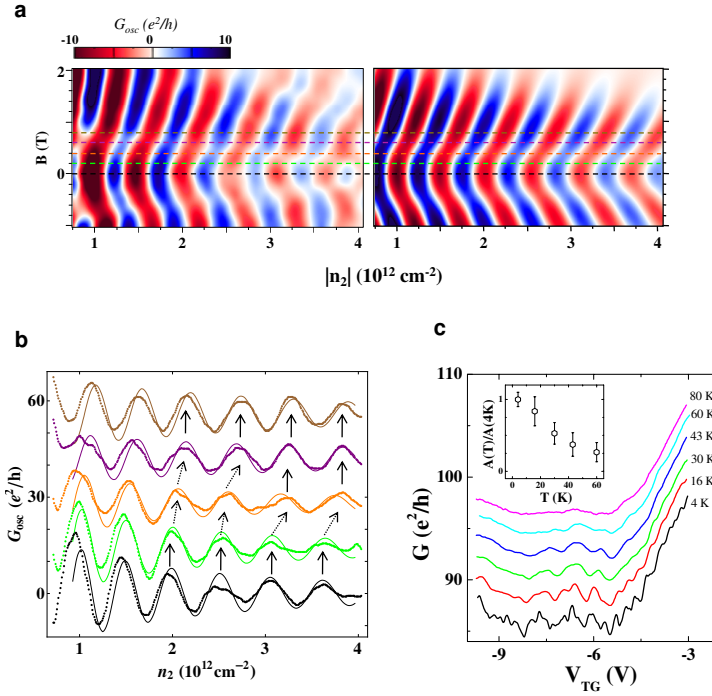 a
G_osc (e²/h)
-10 0 10
B (T)
2
0
1 2 3 4
1 2 3 4
|n₂| (10¹² cm⁻²)
b
G_osc (e²/h)
60
30
0
1 2 3 4
n₂ (10¹² cm⁻²)
c
G (e²/h)
110
100
90
A(T)/A(4K)
1
0
0 20 40 60
T (K)
80 K
60 K
43 K
30 K
16 K
4 K
-9 -6 -3
V_TG (V)